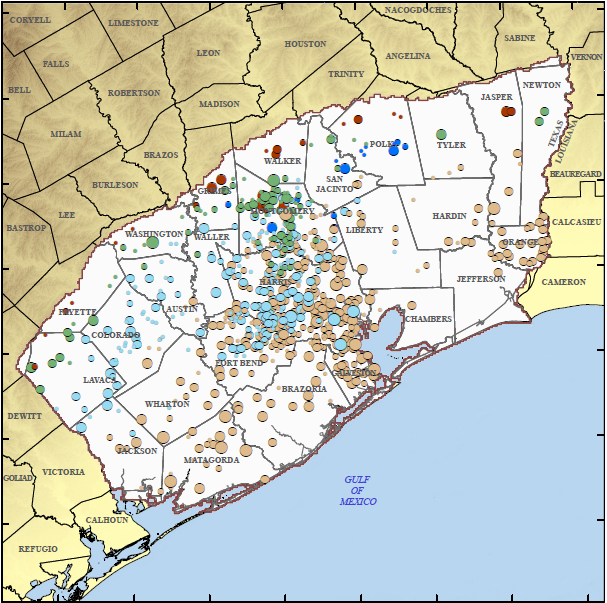 NACOGDOCHES
CORYELL
LIMESTONE
SABINE
HOUSTON
LEON
ANGELINA
VERNON
FALLS
TRINITY
BELL
ROBERTSON
NEWTON
JASPER
MADISON
MILAM
TEXAS
LOUISIANA
POLK
TYLER
BRAZOS
WALKER
BEAUREGARD
SAN
JACINTO
BURLESON
GRIMES
LEE
MONTGOMERY
HARDIN
CALCASIEU
BASTROP
LIBERTY
WASHINGTON
WALLER
ORANGE
HARRIS
JEFFERSON
CAMERON
FAYETTE
AUSTIN
CHAMBERS
COLORADO
FORT BEND
GALVESTON
LAVACA
BRAZORIA
WHARTON
DEWITT
JACKSON
MATAGORDA
VICTORIA
GOLIAD
GULF
OF
MEXICO
CALHOUN
REFUGIO